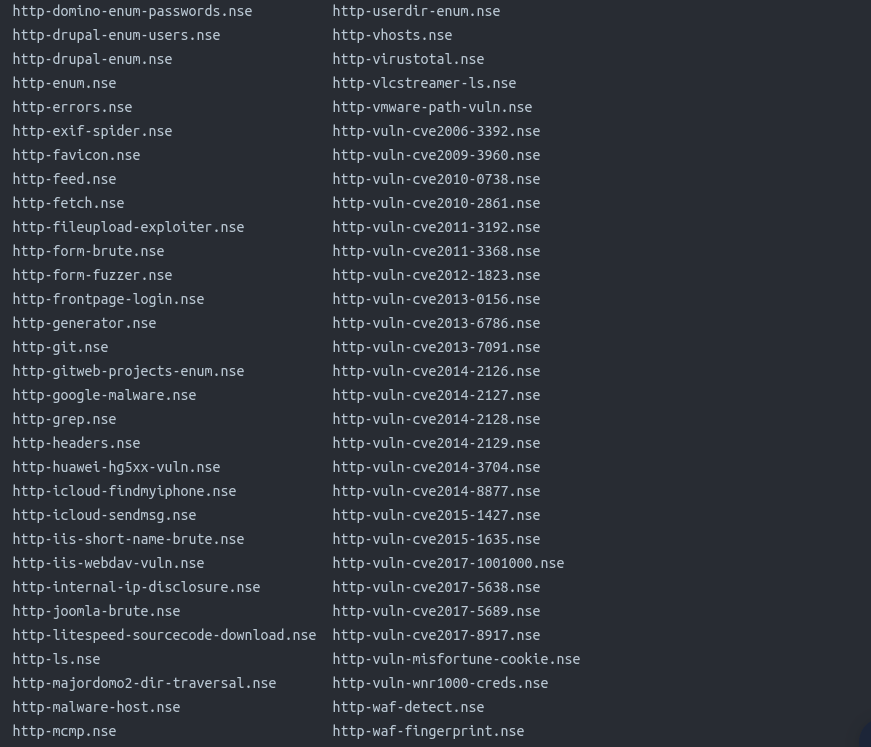 http-domino-enum-passwords.nse http-userdir-enum.nse
http-drupal-enum-users.nse http-vhosts.nse
http-drupal-enum.nse http-virustotal.nse
http-enum.nse http-vlcstreamer-ls.nse
http-errors.nse http-vmware-path-vuln.nse
http-exif-spider.nse http-vuln-cve2006-3392.nse
http-favicon.nse http-vuln-cve2009-3960.nse
http-feed.nse http-vuln-cve2010-0738.nse
http-fetch.nse http-vuln-cve2010-2861.nse
http-fileupload-exploiter.nse http-vuln-cve2011-3192.nse
http-form-brute.nse http-vuln-cve2011-3368.nse
http-form-fuzzer.nse http-vuln-cve2012-1823.nse
http-frontpage-login.nse http-vuln-cve2013-0156.nse
http-generator.nse http-vuln-cve2013-6786.nse
http-git.nse http-vuln-cve2013-7091.nse
http-gitweb-projects-enum.nse http-vuln-cve2014-2126.nse
http-google-malware.nse http-vuln-cve2014-2127.nse
http-grep.nse http-vuln-cve2014-2128.nse
http-headers.nse http-vuln-cve2014-2129.nse
http-huawei-hg5xx-vuln.nse http-vuln-cve2014-3704.nse
http-icloud-findmyiphone.nse http-vuln-cve2014-8877.nse
http-icloud-sendmsg.nse http-vuln-cve2015-1427.nse
http-iis-short-name-brute.nse http-vuln-cve2015-1635.nse
http-iis-webdav-vuln.nse http-vuln-cve2017-1001000.nse
http-internal-ip-disclosure.nse http-vuln-cve2017-5638.nse
http-joomla-brute.nse http-vuln-cve2017-5689.nse
http-litespeed-sourcecode-download.nse http-vuln-cve2017-8917.nse
http-ls.nse http-vuln-misfortune-cookie.nse
http-majordomo2-dir-traversal.nse http-vuln-wnr1000-creds.nse
http-malware-host.nse http-waf-detect.nse
http-mcmp.nse http-waf-fingerprint.nse